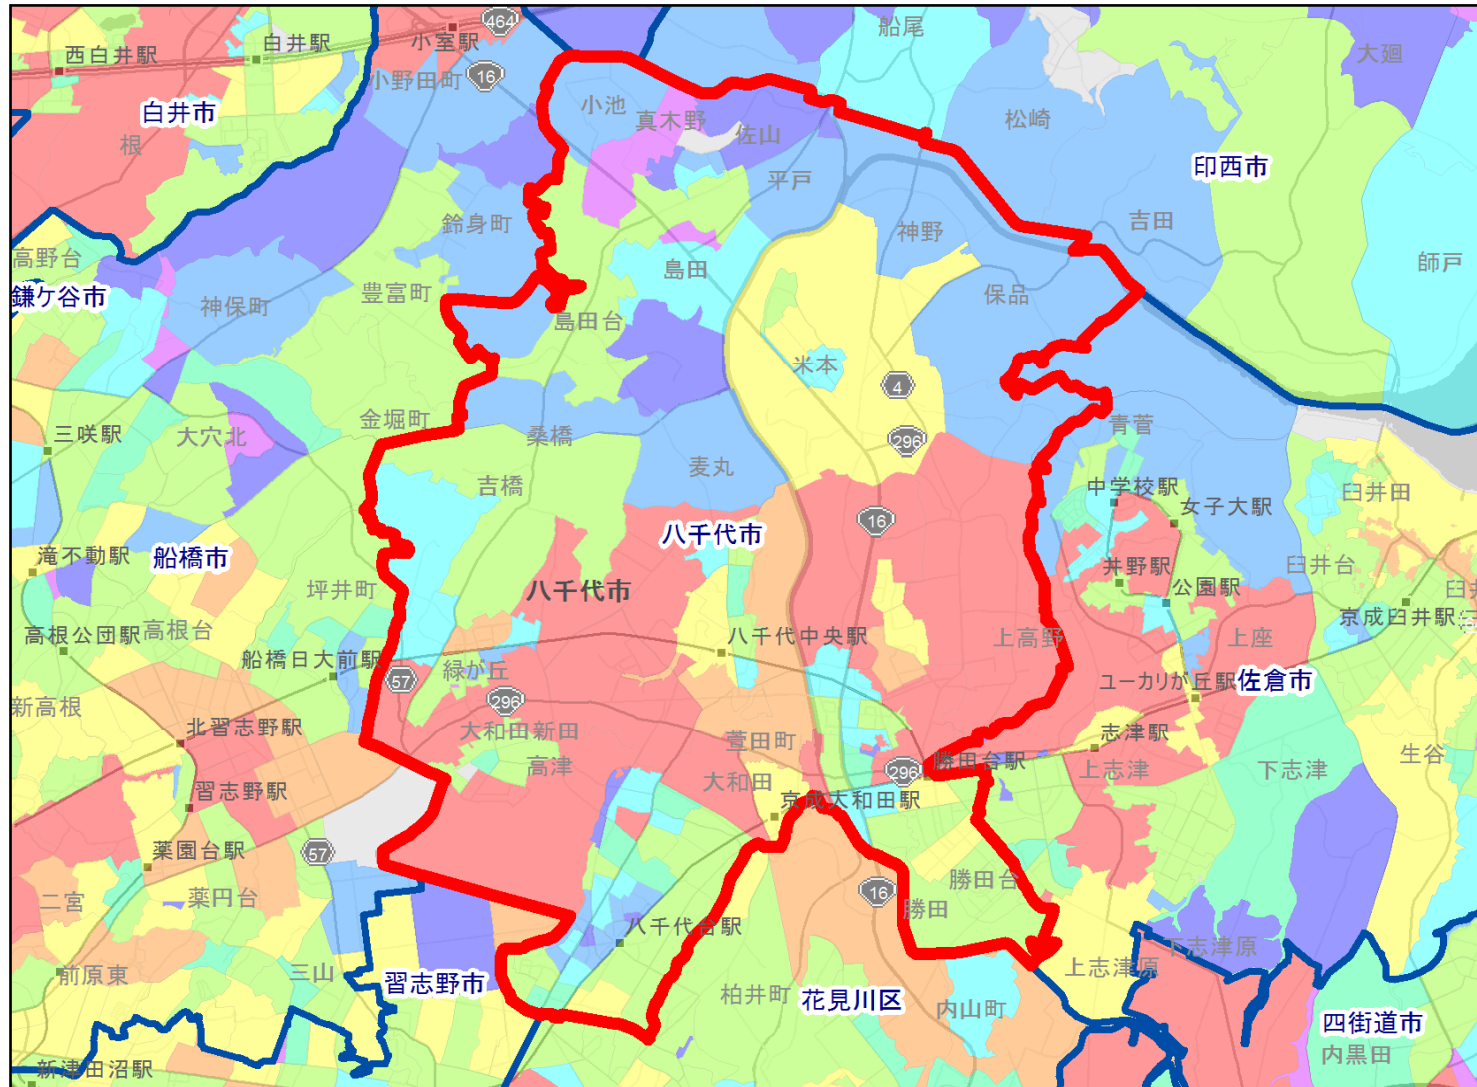 464
船尾
小室駅
白井駅
西白井駅
大廻
16
小野田町
小池
白井市
真木野
松崎
佐山
根
印西市
平戸
鈴身町
吉田
神野
高野台
島田
師戸
鎌ケ谷市
豊富町
保品
神保町
島田台
米本
4
金堀町
青菅
三咲駅
大穴北
桑橋
296
麦丸
吉橋
中学校駅
臼井田
女子大駅
16
八千代市
滝不動駅
船橋市
井野駅
臼井台
坪井町
八千代市
公園駅
臼井
高根公団駅
高根台
八千代中央駅
上高野
上座
京成臼井駅
船橋日大前駅
緑が丘
57
ユーカリが丘駅
佐倉市
新高根
296
北習志野駅
大和田新田
萱田町
志津駅
生谷
高津
勝田台駅
上志津
下志津
大和田
296
習志野駅
京成大和田駅
薬園台駅
57
勝田台
二宮
薬円台
16
勝田
八千代台駅
下志津原
前原東
三山
上志津原
習志野市
柏井町
花見川区
内山町
四街道市
内黒田
新津田沼駅